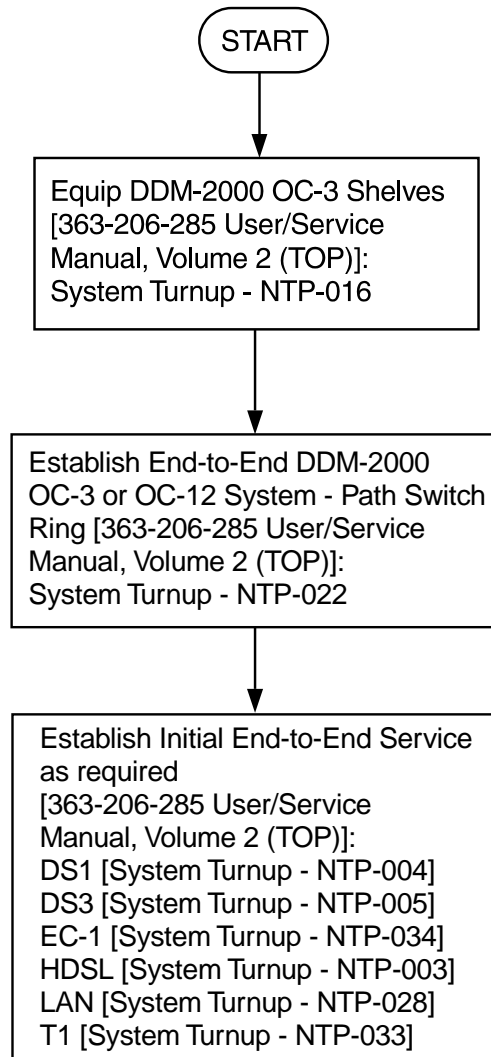 START
Equip DDM-2000 OC-3 Shelves
[363-206-285 User/Service
Manual, Volume 2 (TOP)]:
System Turnup - NTP-016
Establish End-to-End DDM-2000
OC-3 or OC-12 System - Path Switch
Ring [363-206-285 User/Service
Manual, Volume 2 (TOP)]:
System Turnup - NTP-022
Establish Initial End-to-End Service
as required
[363-206-285 User/Service
Manual, Volume 2 (TOP)]:
DS1 [System Turnup - NTP-004]
DS3 [System Turnup - NTP-005]
EC-1 [System Turnup - NTP-034]
HDSL [System Turnup - NTP-003]
LAN [System Turnup - NTP-028]
T1 [System Turnup - NTP-033]